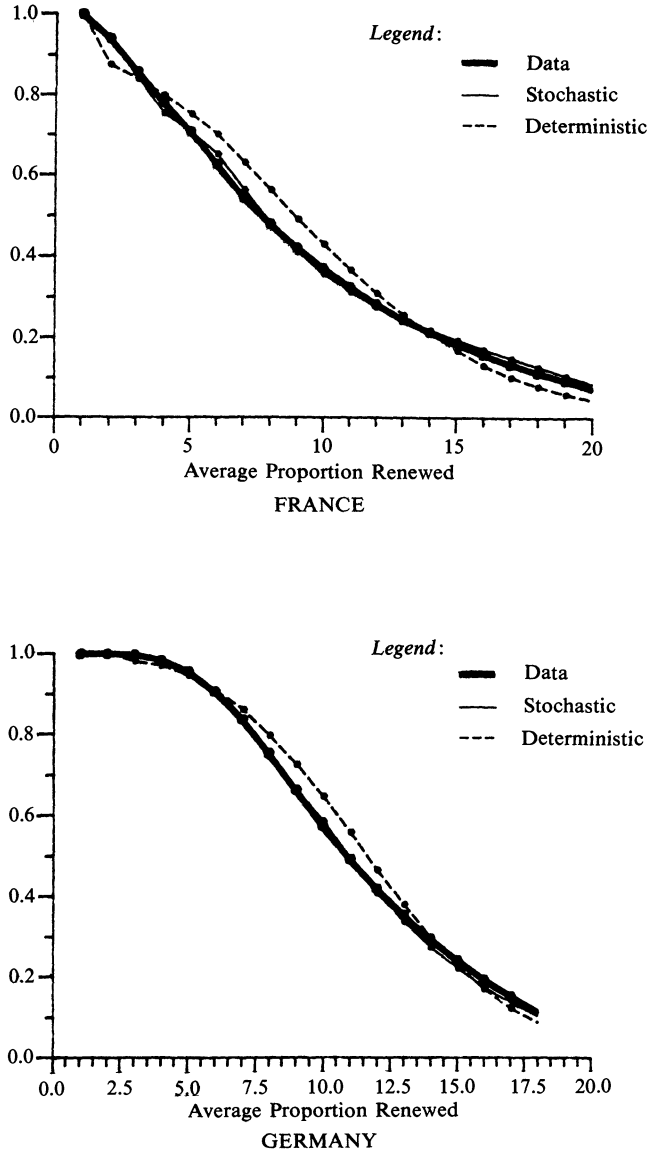 1.0
Legend:
Data
0.8
Stochastic
Deterministic
0.6
0.4
0.2
0.0
0 5 10 15 20
Average Proportion Renewed
FRANCE
1.0
Legend:
Data
0.8
Stochastic
Deterministic
0.6
0.4
0.2
0.0
0.0 2.5 5.0 7.5 10.0 12.5 15.0 17.5 20.0
Average Proportion Renewed
GERMANY